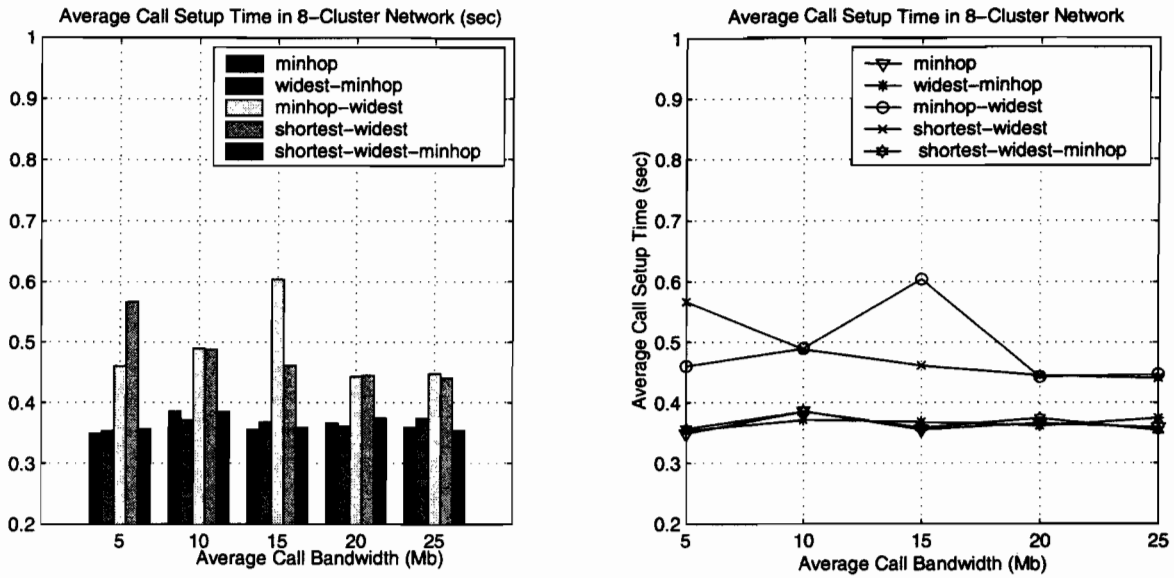 Average Call Setup Time in 8–Cluster Network (sec)
1
0.9
0.8
0.7
0.6
0.5
0.4
0.3
0.2
minhop
widest–minhop
minhop–widest
shortest–widest
shortest–widest–minhop
5
10
15
20
25
Average Call Bandwidth (Mb)
Average Call Setup Time in 8–Cluster Network
Average Call Setup Time (sec)
1
0.9
0.8
0.7
0.6
0.5
0.4
0.3
0.2
minhop
widest–minhop
minhop–widest
shortest–widest
shortest–widest–minhop
5
10
15
20
25
Average Call Bandwidth (Mb)